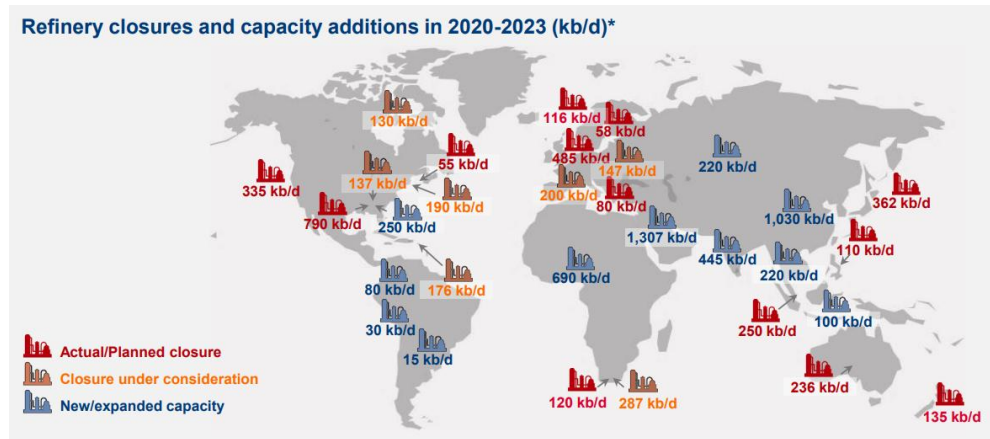 Refinery closures and capacity additions in 2020-2023 (kb/d)*
130 kb/d
116 kb/d
58 kb/d
55 kb/d
485 kb/d
147 kb/d
220 kb/d
335 kb/d
137 kb/d
190 kb/d
200 kb/d
80 kb/d
362 kb/d
790 kb/d
250 kb/d
1,307 kb/d
1,030 kb/d
110 kb/d
445 kb/d
220 kb/d
80 kb/d
176 kb/d
690 kb/d
30 kb/d
250 kb/d
100 kb/d
15 kb/d
Actual/Planned closure
Closure under consideration
New/expanded capacity
120 kb/d
287 kb/d
236 kb/d
135 kb/d